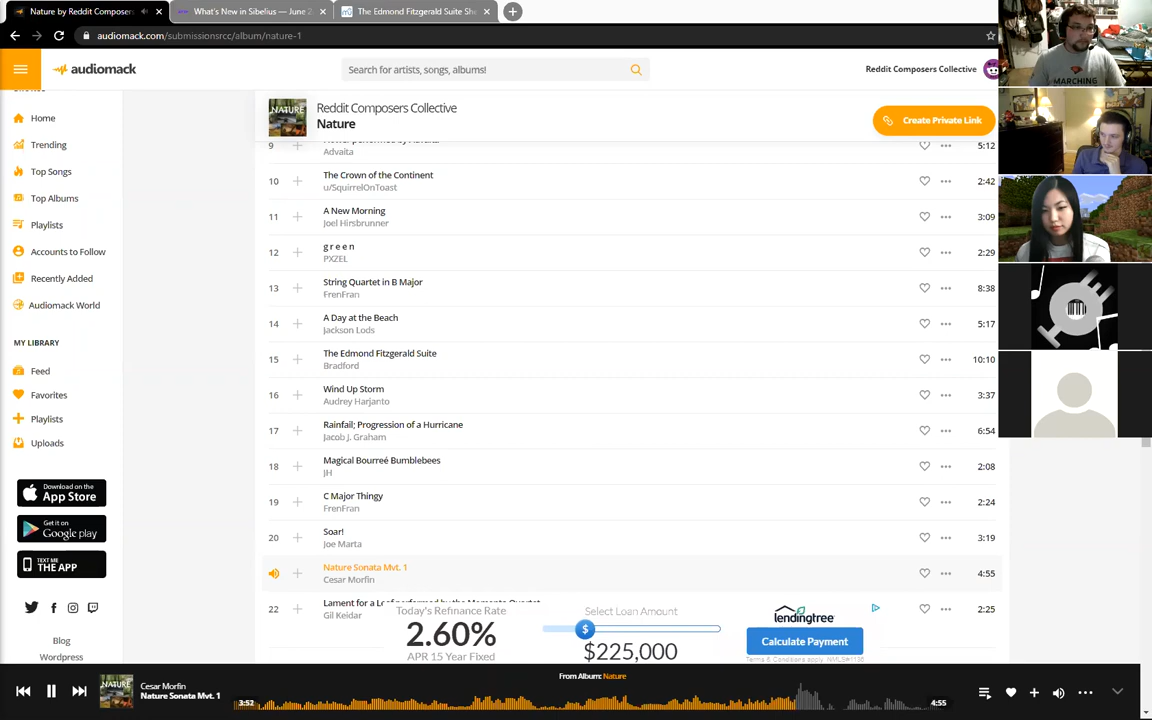 Nature by Reddit Composers
What's New in Sibelius — June 2
The Edmond Fitzgerald Suite She
audiomack.com/submissionsrcc/album/nature-1
audiomack
Search for artists, songs, albums!
Reddit Composers Collective
MARCHING
Home
Trending
Top Songs
Top Albums
Playlists
Accounts to Follow
Recently Added
Audiomack World
MY LIBRARY
Feed
Favorites
Playlists
Uploads
Download on the
App Store
Get it on
Google play
TEXT ME
THE APP
Blog
Wordpress
NATURE
Reddit Composers Collective
Nature
Create Private Link
9
Advaita
5:12
10 The Crown of the Continent 2:42
u/SquirrelOnToast
11 A New Morning 3:09
Joel Hirsbrunner
12 g r e e n 2:29
PXZEL
13 String Quartet in B Major 8:38
FrenFran
14 A Day at the Beach 5:17
Jackson Lods
15 The Edmond Fitzgerald Suite 10:10
Bradford
16 Wind Up Storm 3:37
Audrey Harjanto
17 Rainfall; Progression of a Hurricane 6:54
Jacob J. Graham
18 Magical Bourreé Bumblebees 2:08
JH
19 C Major Thingy 2:24
FrenFran
20 Soar! 3:19
Joe Marta
Nature Sonata Mvt. 1 4:55
Cesar Morfin
22 Lament for a 2:25
Gil Keidar
Today's Refinance Rate
2.60%
APR 15 Year Fixed
Select Loan Amount
$
$225,000
lendingtree
Calculate Payment
NATURE
Cesar Morfin
Nature Sonata Mvt. 1
From Album: Nature
3:52
4:55